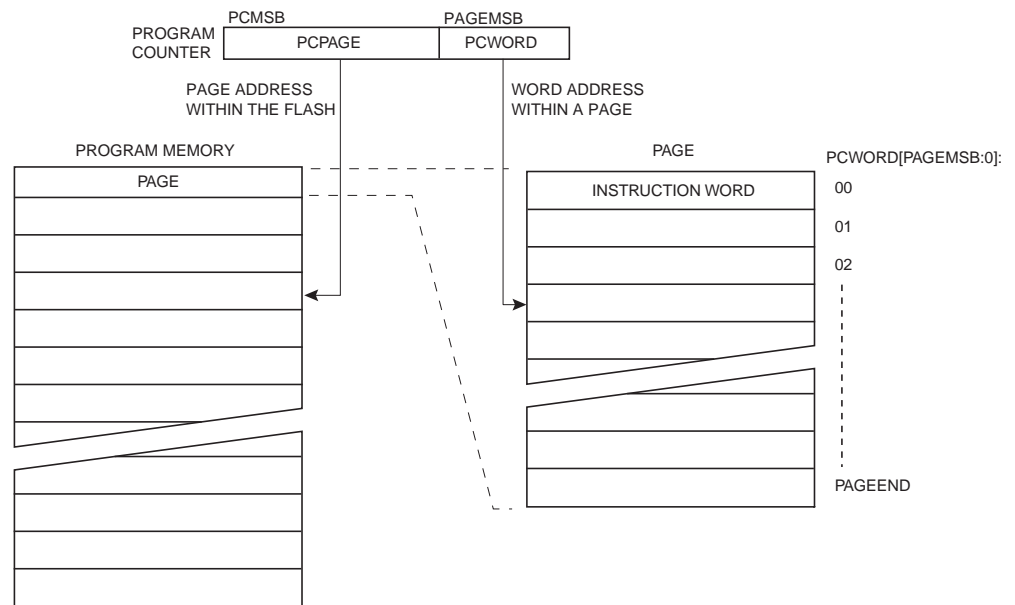 PCMSB
PAGEMSB
PROGRAM
COUNTER
PCPAGE
PCWORD
PAGE ADDRESS
WITHIN THE FLASH
WORD ADDRESS
WITHIN A PAGE
PROGRAM MEMORY
PAGE
PAGE
PCWORD[PAGEMSB:0]:
INSTRUCTION WORD
00
01
02
PAGEEND